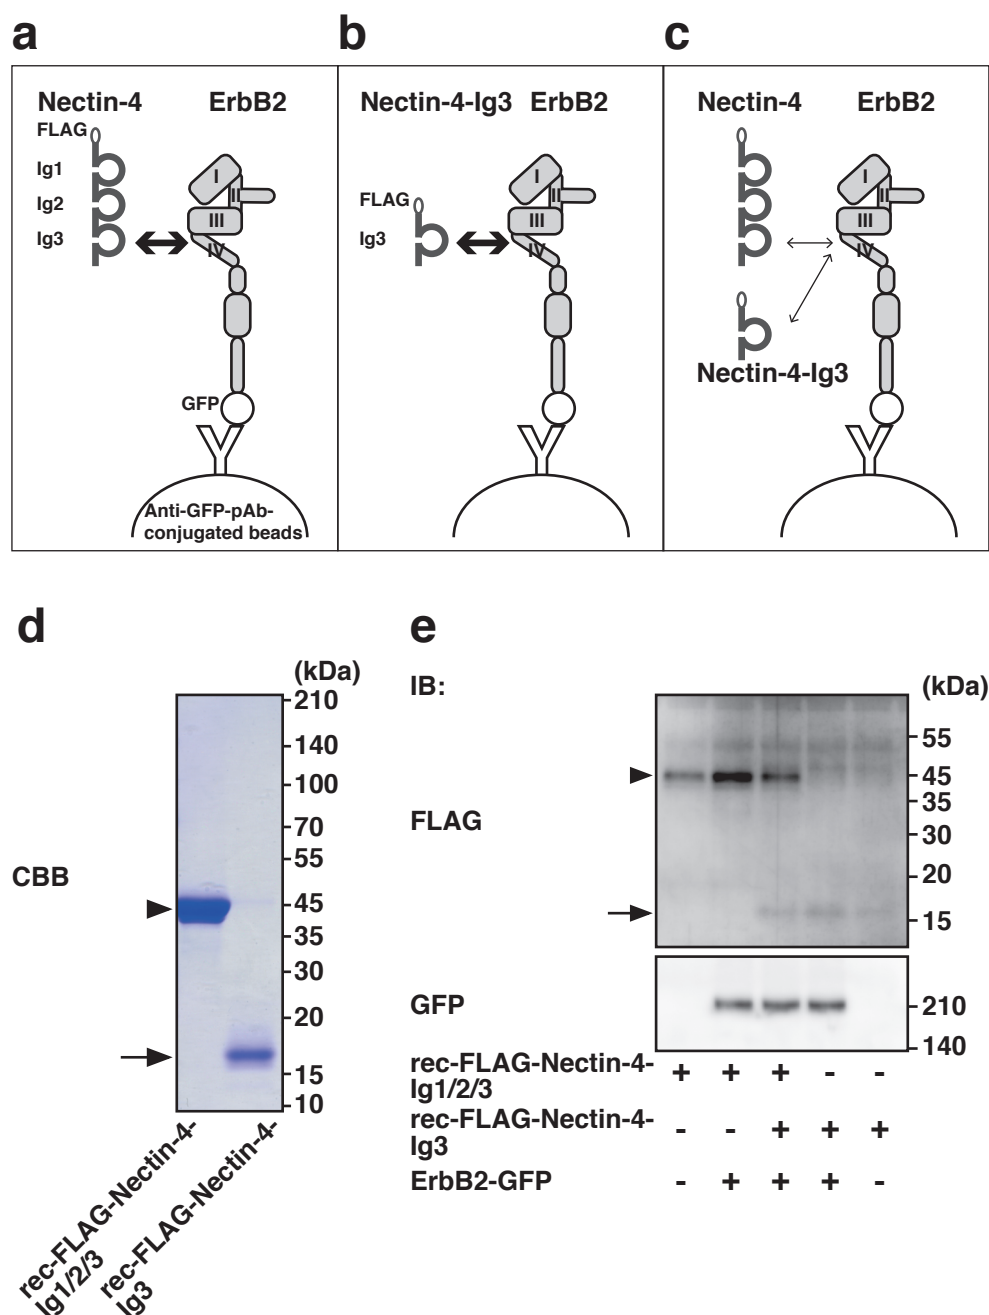 a
Nectin-4 ErbB2
FLAG
Ig1
Ig2
Ig3
I
II
III
IV
GFP
Anti-GFP-pAb-
conjugated beads
b
Nectin-4-Ig3 ErbB2
FLAG
Ig3
I
II
III
IV
c
Nectin-4 ErbB2
I
II
III
IV
Nectin-4-Ig3
d
(kDa)
210
140
100
70
55
45
35
30
20
15
10
CBB
rec-FLAG-Nectin-4-
Ig1/2/3
rec-FLAG-Nectin-4-
Ig3
e
IB:
(kDa)
FLAG
55
45
35
30
20
15
GFP
210
140
rec-FLAG-Nectin-4-
Ig1/2/3
+ + + - -
rec-FLAG-Nectin-4-
Ig3
- - + + +
ErbB2-GFP - + + + -